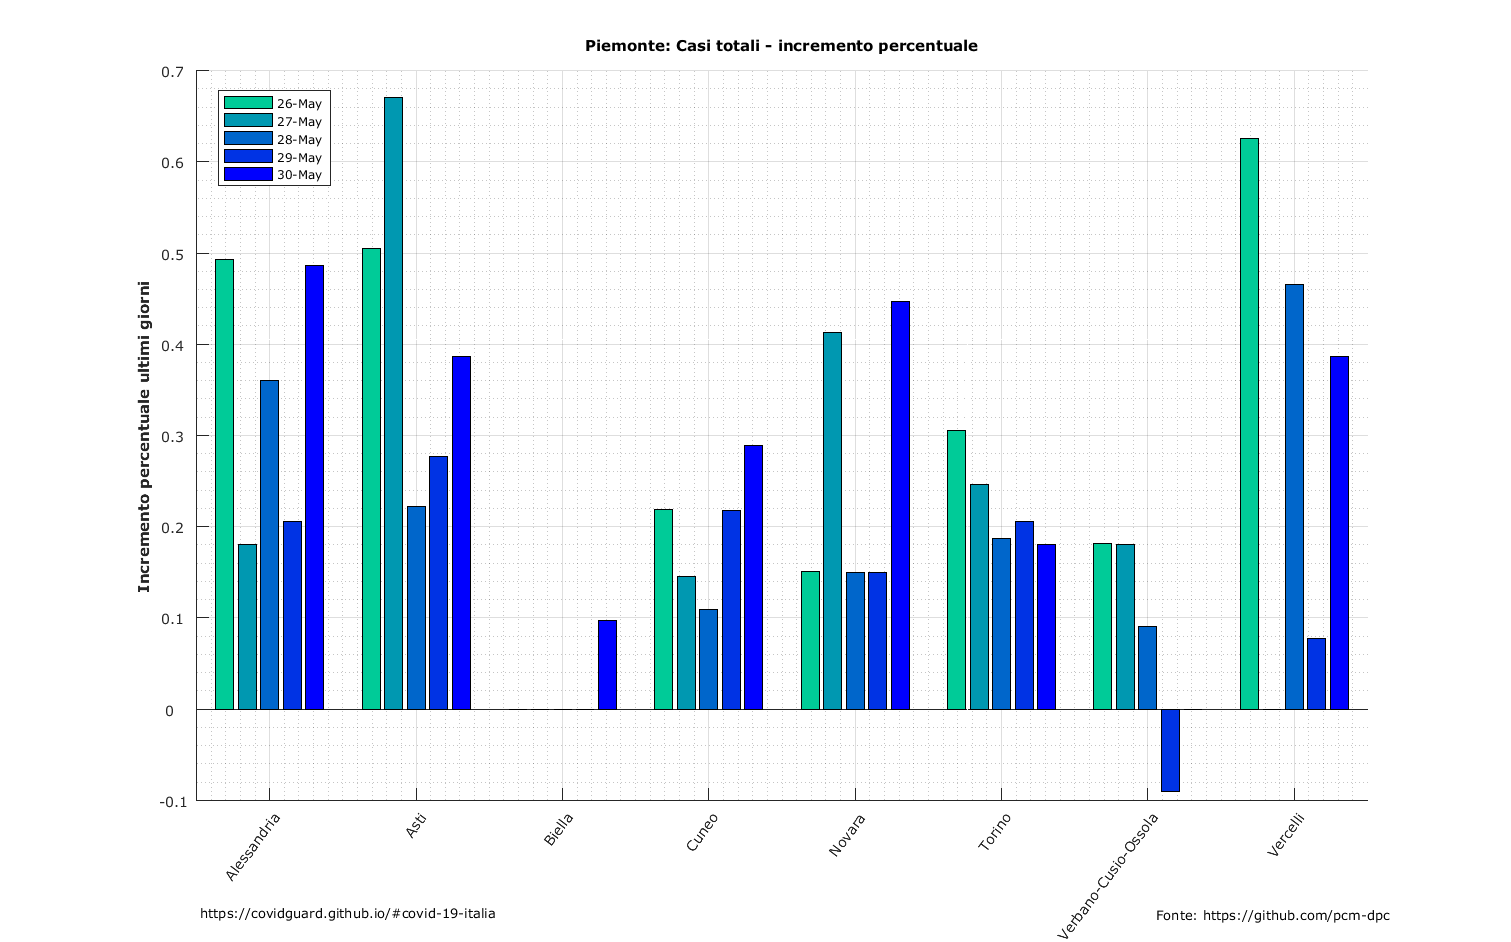 Piemonte: Casi totali - incremento percentuale
0.7
0.6
0.5
0.4
0.3
0.2
0.1
0
-0.1
Incremento percentuale ultimi giorni
26-May
27-May
28-May
29-May
30-May
Alessandria
Asti
Biella
Cuneo
Novara
Torino
Verbano-Cusio-Ossola
Vercelli
https://covidguard.github.io/#covid-19-italia
Fonte: https://github.com/pcm-dpc